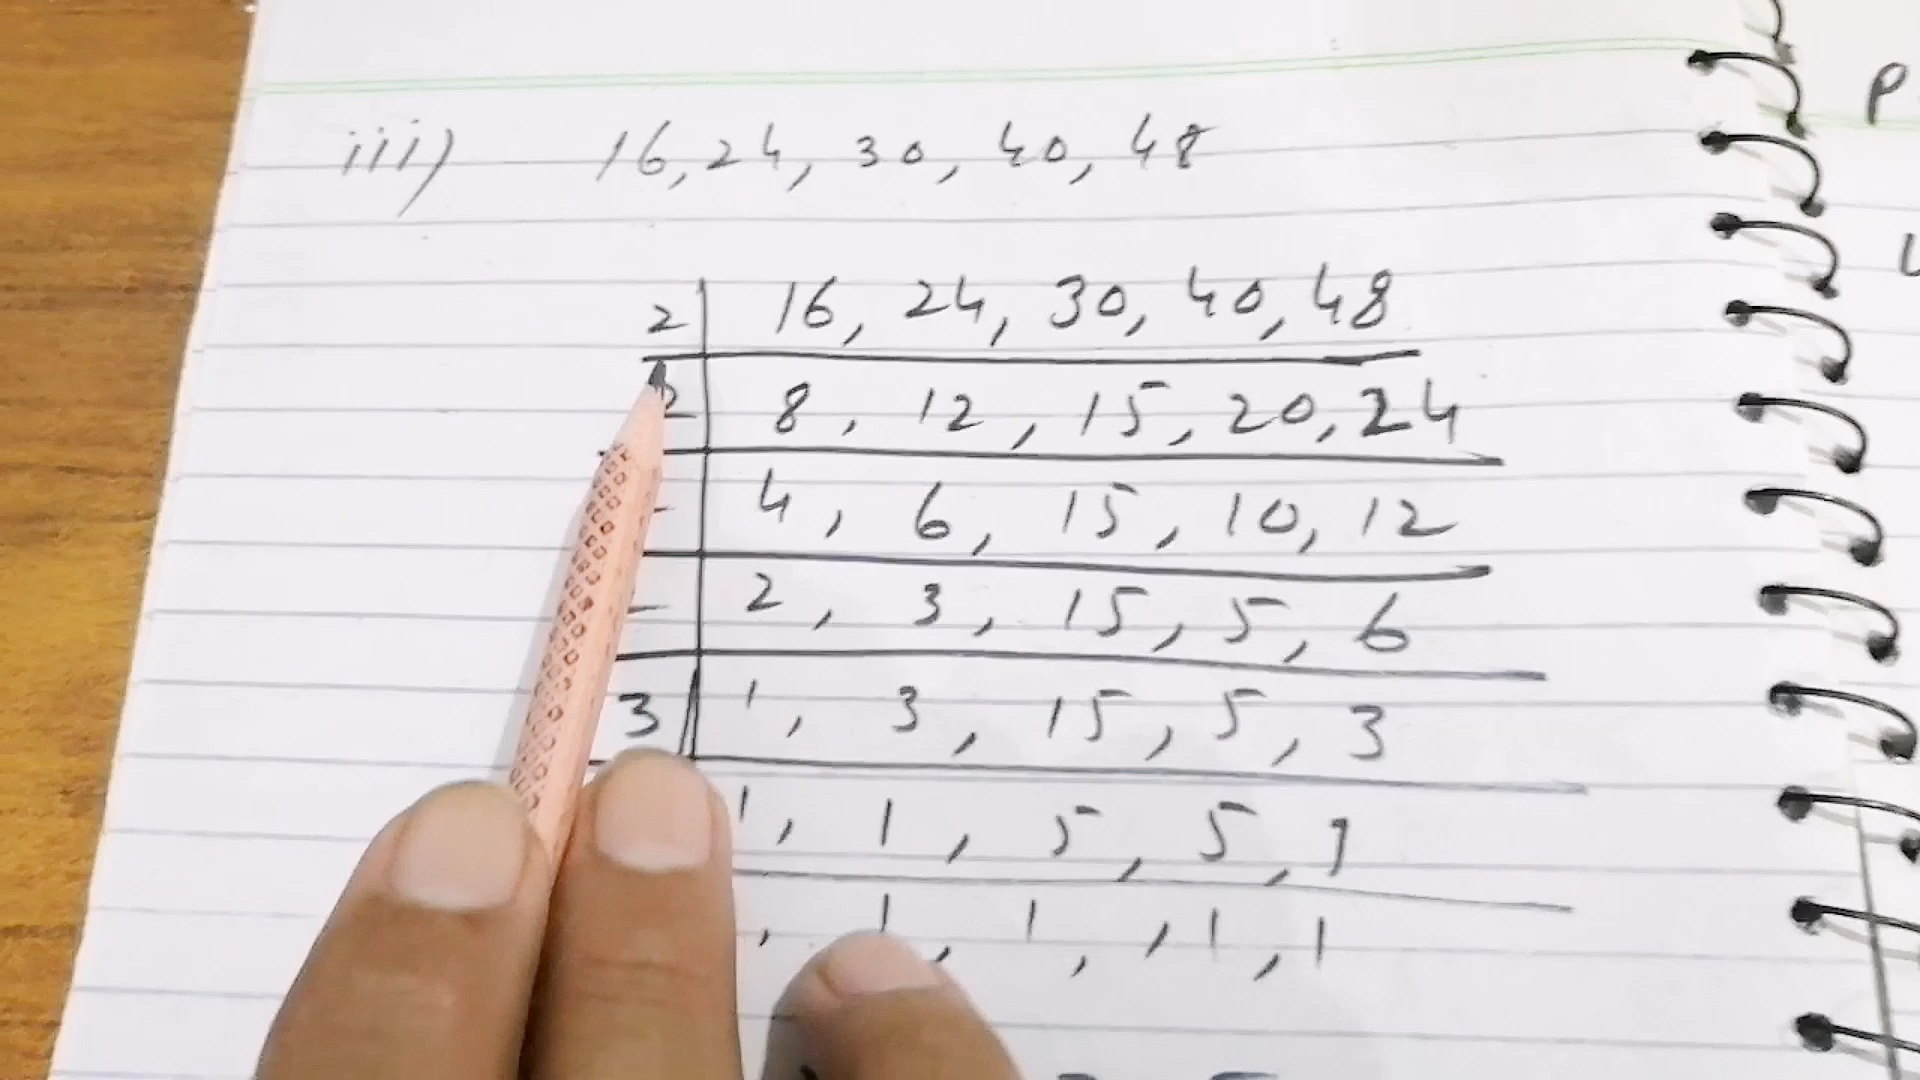 iii) 16, 24, 30, 40, 48
2 16, 24, 30, 40, 48
2 8, 12, 15, 20, 24
4, 6, 15, 10, 12
2, 3, 15, 5, 6
3 1, 3, 15, 5, 3
1, 1, 5, 5, 1
, 1, 1, 1, 1